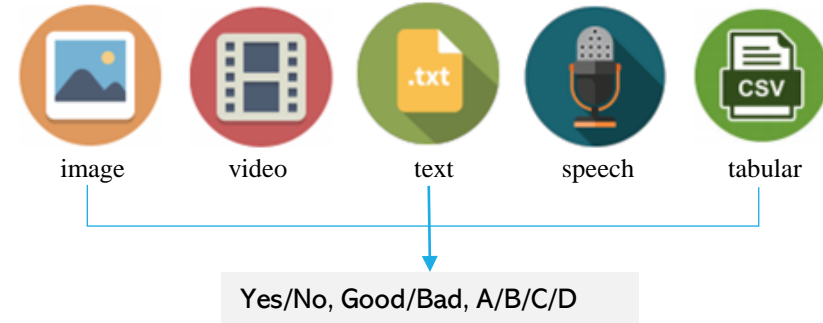 .txt
CSV
image video text speech tabular
Yes/No, Good/Bad, A/B/C/D